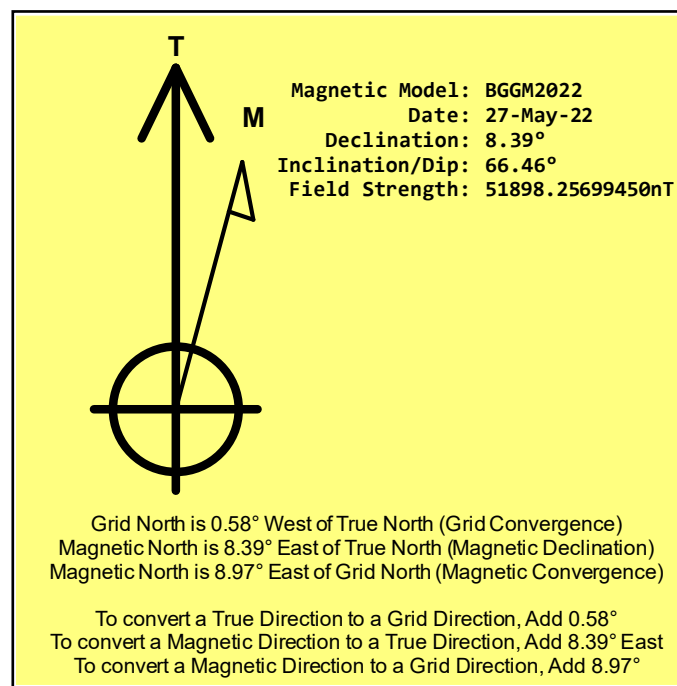 T
M
Magnetic Model: BGGM2022
Date: 27-May-22
Declination: 8.39°
Inclination/Dip: 66.46°
Field Strength: 51898.25699450nT
Grid North is 0.58° West of True North (Grid Convergence)
Magnetic North is 8.39° East of True North (Magnetic Declination)
Magnetic North is 8.97° East of Grid North (Magnetic Convergence)
To convert a True Direction to a Grid Direction, Add 0.58°
To convert a Magnetic Direction to a True Direction, Add 8.39° East
To convert a Magnetic Direction to a Grid Direction, Add 8.97°